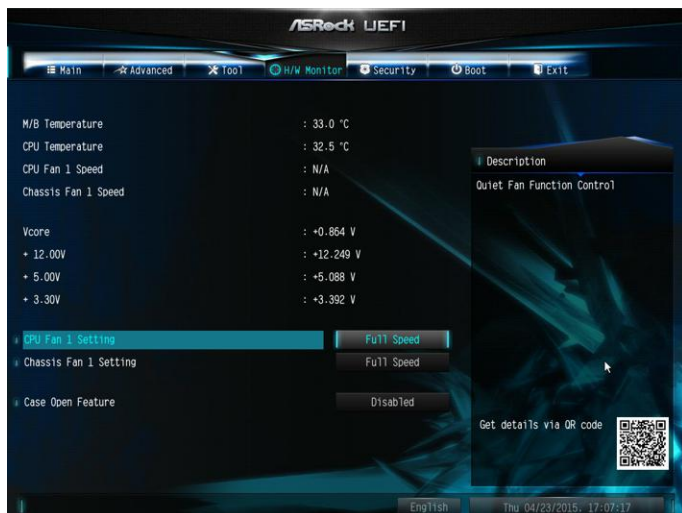 ASRock UEFI
Main Advanced Tool H/W Monitor Security Boot Exit
M/B Temperature : 33.0 °C
CPU Temperature : 32.5 °C
CPU Fan 1 Speed : N/A
Chassis Fan 1 Speed : N/A
Vcore : +0.864 V
+ 12.00V : +12.249 V
+ 5.00V : +5.088 V
+ 3.30V : +3.392 V
CPU Fan 1 Setting Full Speed
Chassis Fan 1 Setting Full Speed
Case Open Feature Disabled
Description
Quiet Fan Function Control
Get details via QR code
English Thu 04/23/2015. 17:07:17